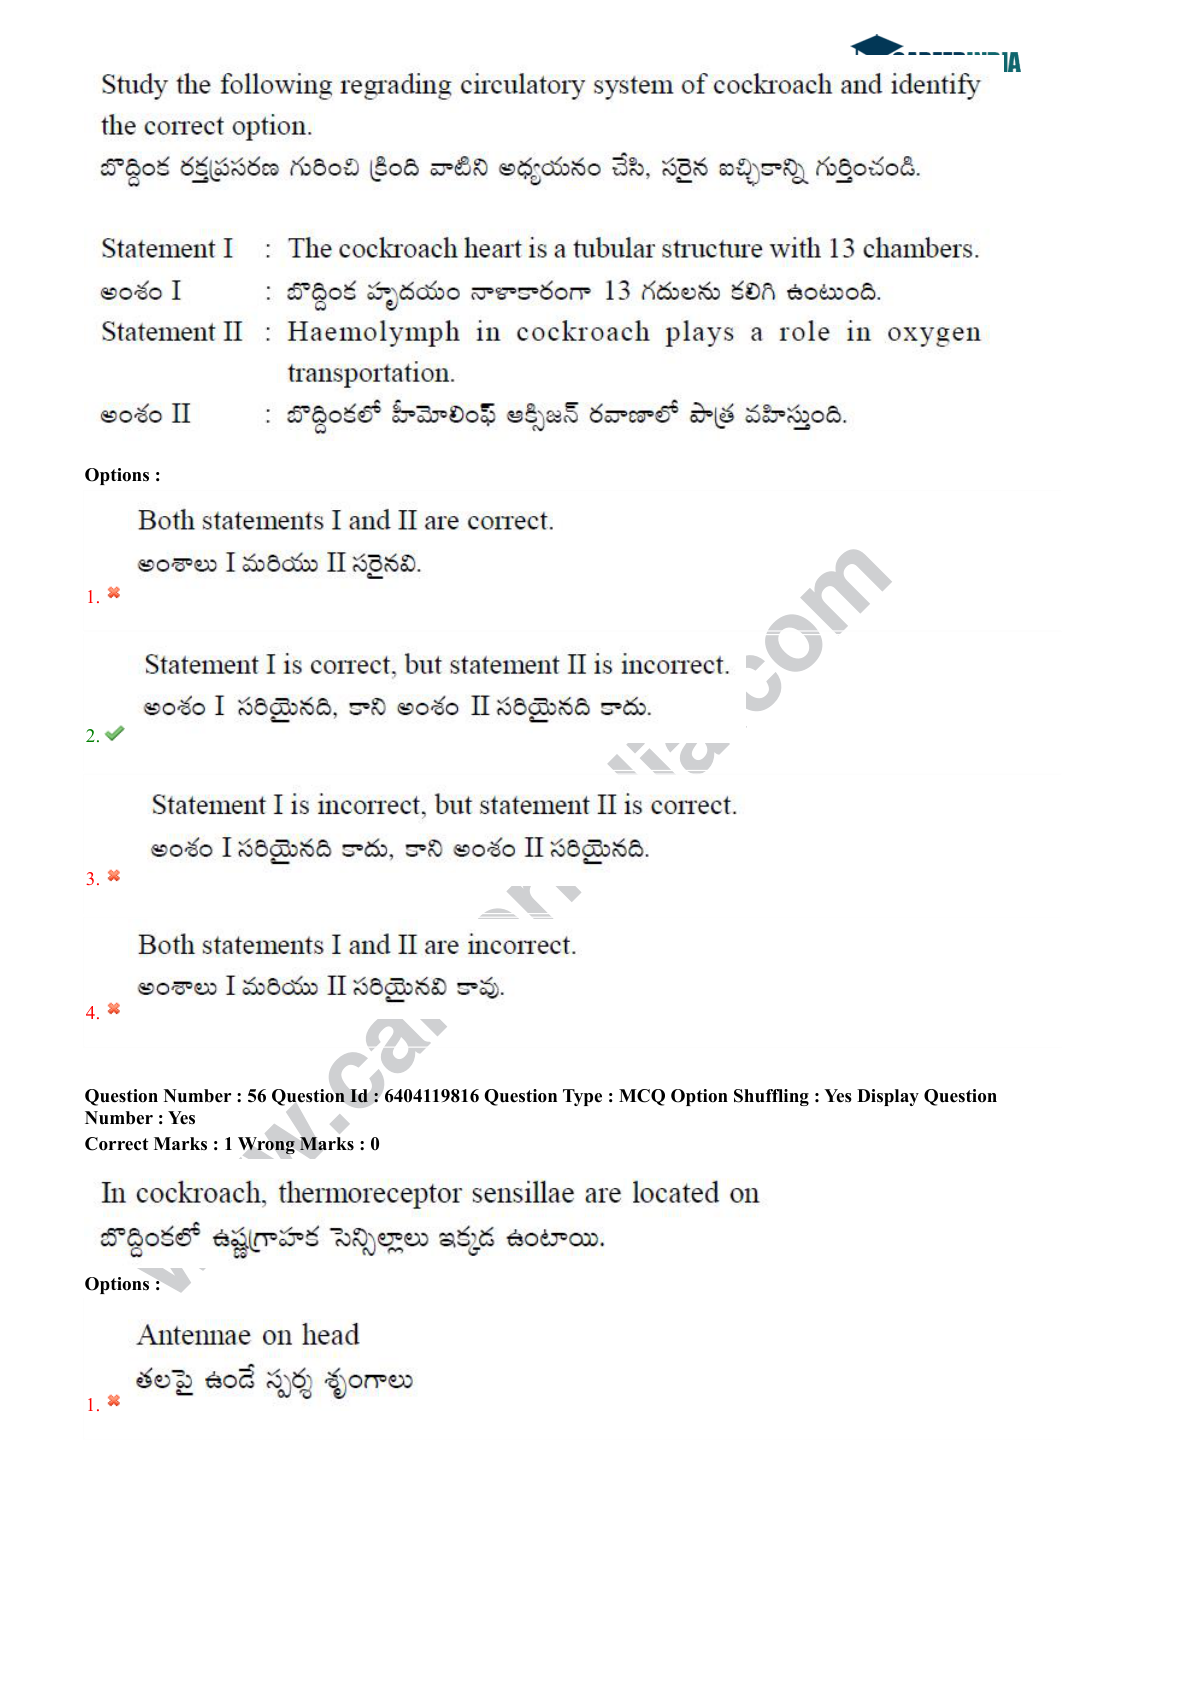 Study the following regrading circulatory system of cockroach and identify
the correct option.
బొద్దింక రక్తప్రసరణ గురించి క్రింది వాటిని అధ్యయనం చేసి, సరైన ఐచ్ఛికాన్ని గుర్తించండి.
Statement I : The cockroach heart is a tubular structure with 13 chambers.
అంశం I : బొద్దింక హృదయం నాళాకారంగా 13 గదులను కలిగి ఉంటుంది.
Statement II : Haemolymph in cockroach plays a role in oxygen
transportation.
అంశం II : బొద్దింకలో హీమోలింఫ్ ఆక్సిజన్ రవాణాలో పాత్ర వహిస్తుంది.
Options :
Both statements I and II are correct.
అంశాలు I మరియు II సరైనవి.
1.
Statement I is correct, but statement II is incorrect.
అంశం I సరియైనది, కాని అంశం II సరియైనది కాదు.
2.
Statement I is incorrect, but statement II is correct.
అంశం I సరియైనది కాదు, కాని అంశం II సరియైనది.
3.
Both statements I and II are incorrect.
అంశాలు I మరియు II సరియైనవి కావు.
4.
Question Number : 56 Question Id : 6404119816 Question Type : MCQ Option Shuffling : Yes Display Question
Number : Yes
Correct Marks : 1 Wrong Marks : 0
In cockroach, thermoreceptor sensillae are located on
బొద్దింకలో ఉష్ణగ్రాహక సెన్సిల్లాలు ఇక్కడ ఉంటాయి.
Options :
Antennae on head
తలపై ఉండే స్పర్శ శృంగాలు
1.